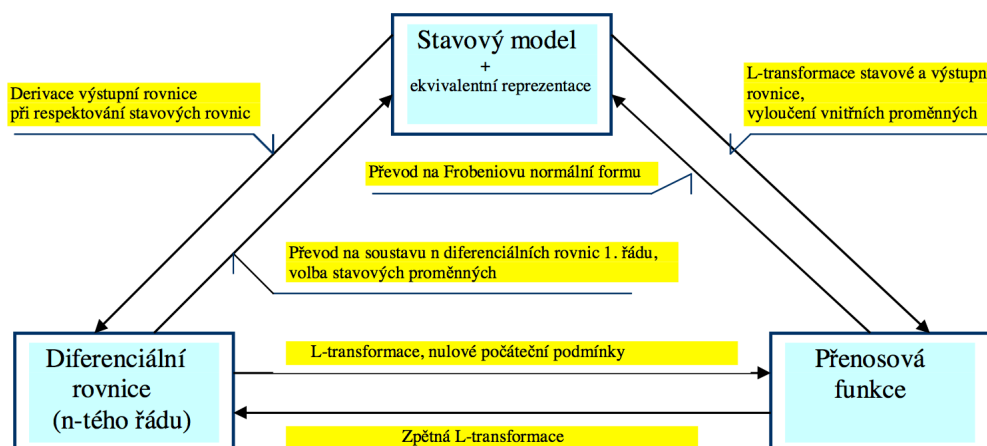 Stavový model
+
ekvivalentní reprezentace
Derivace výstupní rovnice
při respektování stavových rovnic
L-transformace stavové a výstupn
rovnice,
vyloučení vnitřních proměnných
Převod na Frobeniovu normální formu
Převod na soustavu n diferenciálních rovnic 1. řádu,
volba stavových proměnných
Diferenciální
rovnice
(n-tého řádu)
L-transformace, nulové počáteční podmínky
Přenosová
funkce
Zpětná L-transformace